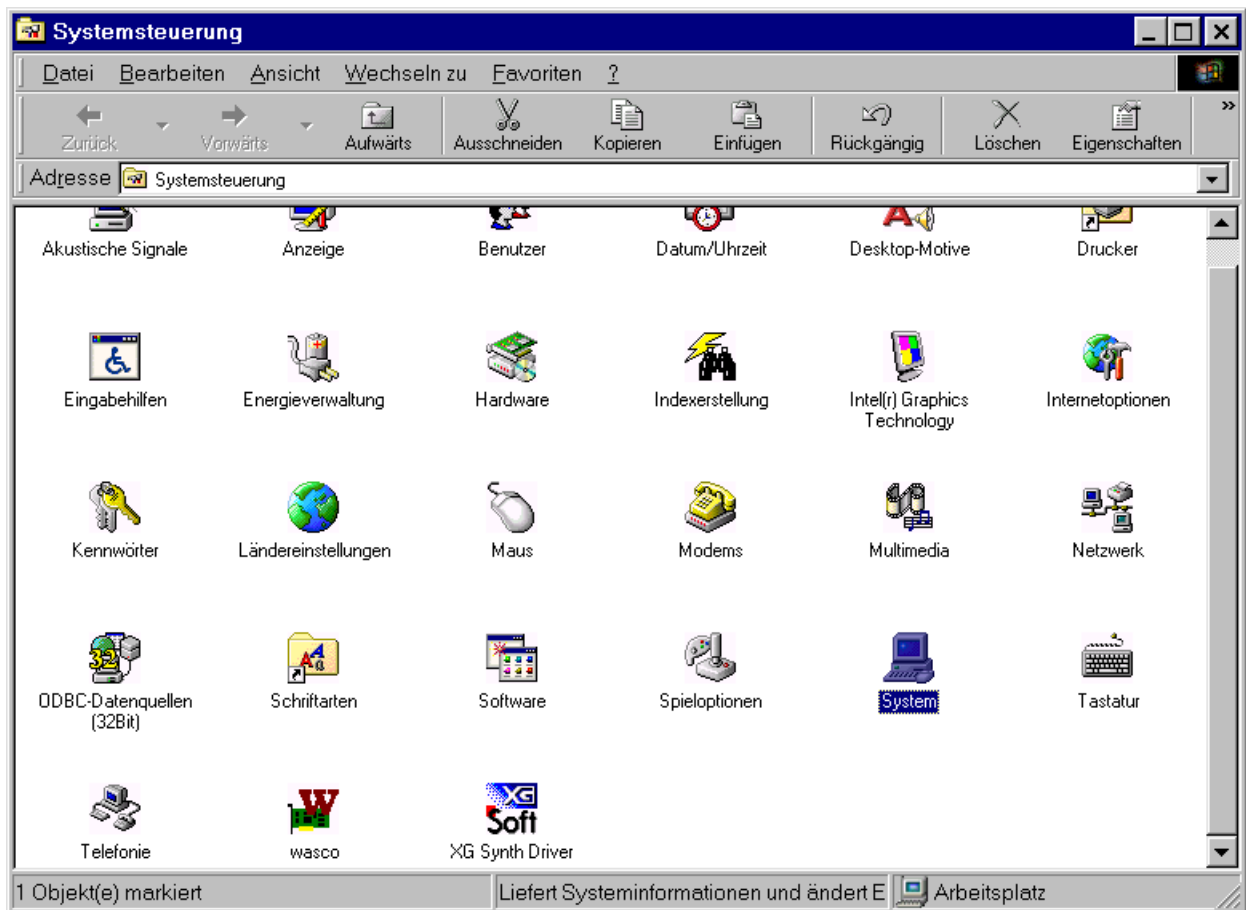 Systemsteuerung
Datei Bearbeiten Ansicht Wechseln zu Favoriten ?
Zurück Vorwärts Aufwärts Ausschneiden Kopieren Einfügen Rückgängig Löschen Eigenschaften »
Adresse Systemsteuerung
Akustische Signale Anzeige Benutzer Datum/Uhrzeit Desktop-Motive Drucker
Eingabehilfen Energieverwaltung Hardware Indexerstellung Intel(r) Graphics Internetoptionen
Technology
Kennwörter Ländereinstellungen Maus Modems Multimedia Netzwerk
32
ODBC-Datenquellen Schriftarten Software Spieloptionen System Tastatur
(32Bit)
W XG
Soft
Telefonie wasco XG Synth Driver
1 Objekt(e) markiert Liefert Systeminformationen und ändert E Arbeitsplatz